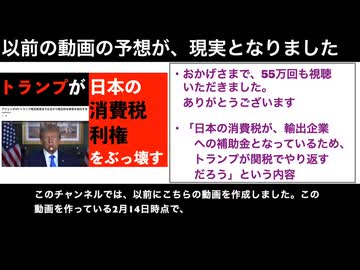 以前の動画の予想が、現実となりました
トランプが
日本の
消費税
利権
をぶっ壊す
・おかげさまで、55万回も視聴
いただきました。
ありがとうございます
・「日本の消費税が、輸出企業
への補助金となっているため、
トランプが関税でやり返す
だろう」という内容
このチャンネルでは、以前にこちらの動画を作成しました。この
動画を作っている2月14日時点で、